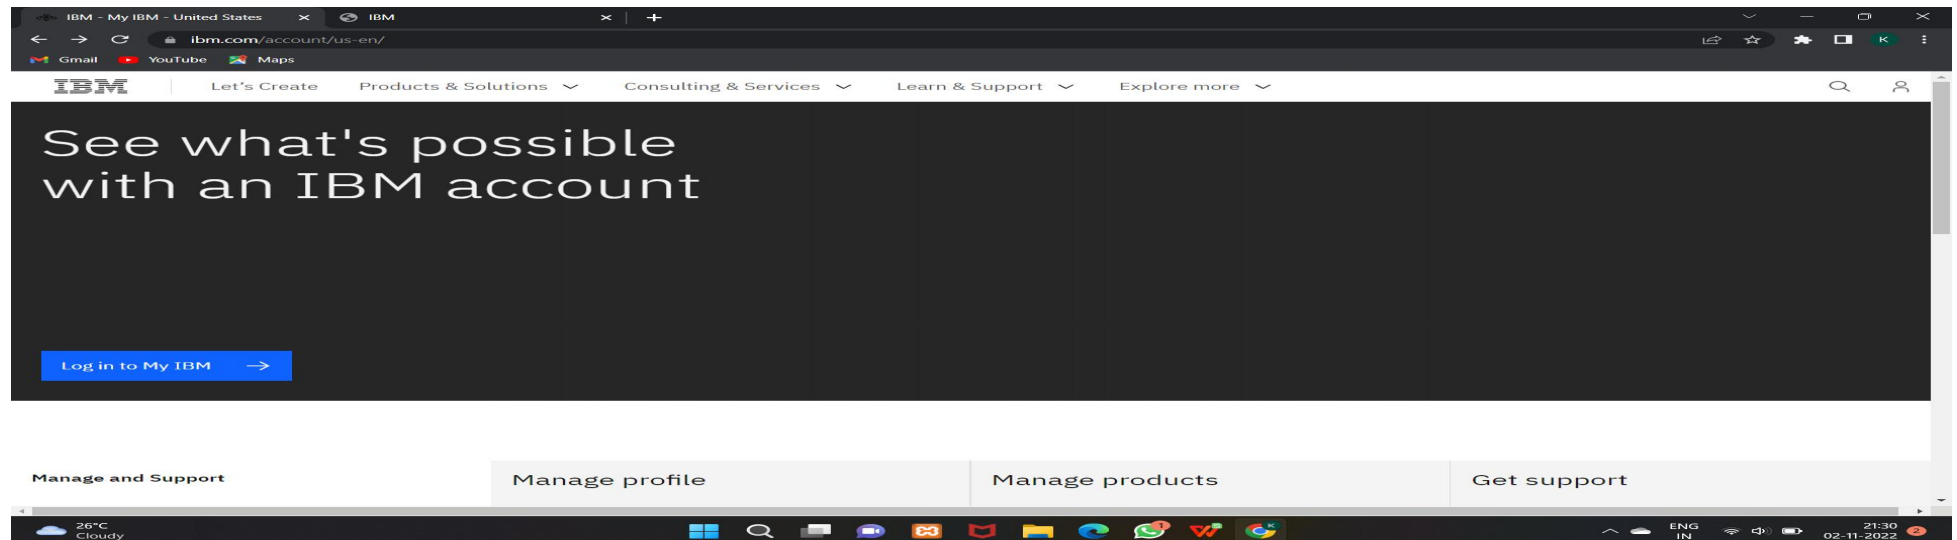 IBM - My IBM - United States
IBM
ibm.com/account/us-en/
K
Gmail YouTube Maps
IBM Let's Create Products & Solutions Consulting & Services Learn & Support Explore more
See what's possible
with an IBM account
Log in to My IBM
Manage and Support Manage profile Manage products Get support
26°C
Cloudy
1
K
ENG
IN
21:30
02-11-2022
2